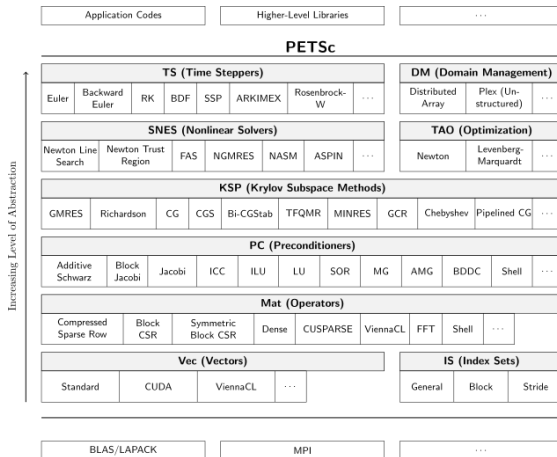 Application Codes Higher-Level Libraries ...
PETSc
TS (Time Steppers) DM (Domain Management)
Euler Backward Euler RK BDF SSP ARKIMEX Rosenbrock-W ... Distributed Array Plex (Un-structured) ...
SNES (Nonlinear Solvers) TAO (Optimization)
Newton Line Search Newton Trust Region FAS NGMRES NASM ASPIN ... Newton Levenberg-Marquardt ...
KSP (Krylov Subspace Methods)
GMRES Richardson CG CGS Bi-CGStab TFQMR MINRES GCR Chebyshev Pipelined CG ...
PC (Preconditioners)
Additive Schwarz Block Jacobi Jacobi ICC ILU LU SOR MG AMG BDDC Shell ...
Mat (Operators)
Compressed Sparse Row Block CSR Symmetric Block CSR Dense CUSPARSE ViennaCL FFT Shell ...
Vec (Vectors) IS (Index Sets)
Standard CUDA ViennaCL ... General Block Stride
BLAS/LAPACK MPI ...
Increasing Level of Abstraction